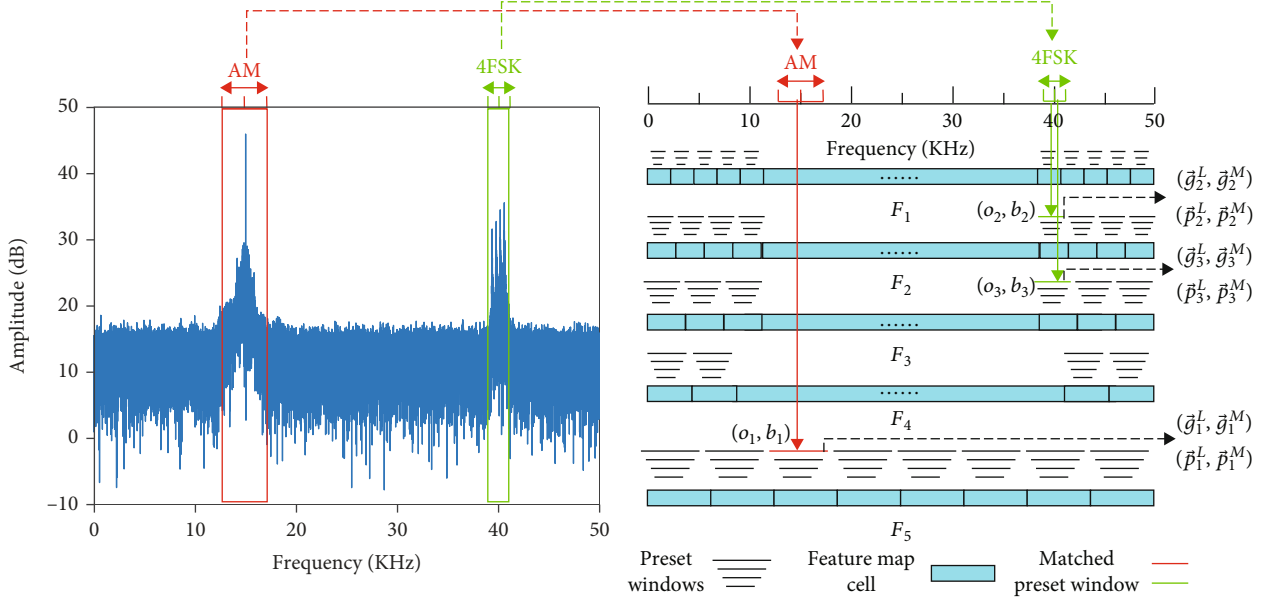 AM
4FSK
50
40
30
20
10
0
−10
0
10
20
30
40
50
Amplitude (dB)
Frequency (KHz)
AM
4FSK
0
10
20
30
40
50
Frequency (KHz)
......
F₁
(o₂, b₂)
(g⃗₂ᴸ, g⃗₂ᴹ)
(p⃗₂ᴸ, p⃗₂ᴹ)
......
F₂
(o₃, b₃)
(g⃗₃ᴸ, g⃗₃ᴹ)
(p⃗₃ᴸ, p⃗₃ᴹ)
......
F₃
......
F₄
(o₁, b₁)
(g⃗₁ᴸ, g⃗₁ᴹ)
(p⃗₁ᴸ, p⃗₁ᴹ)
F₅
Preset
windows
Feature map
cell
Matched
preset window